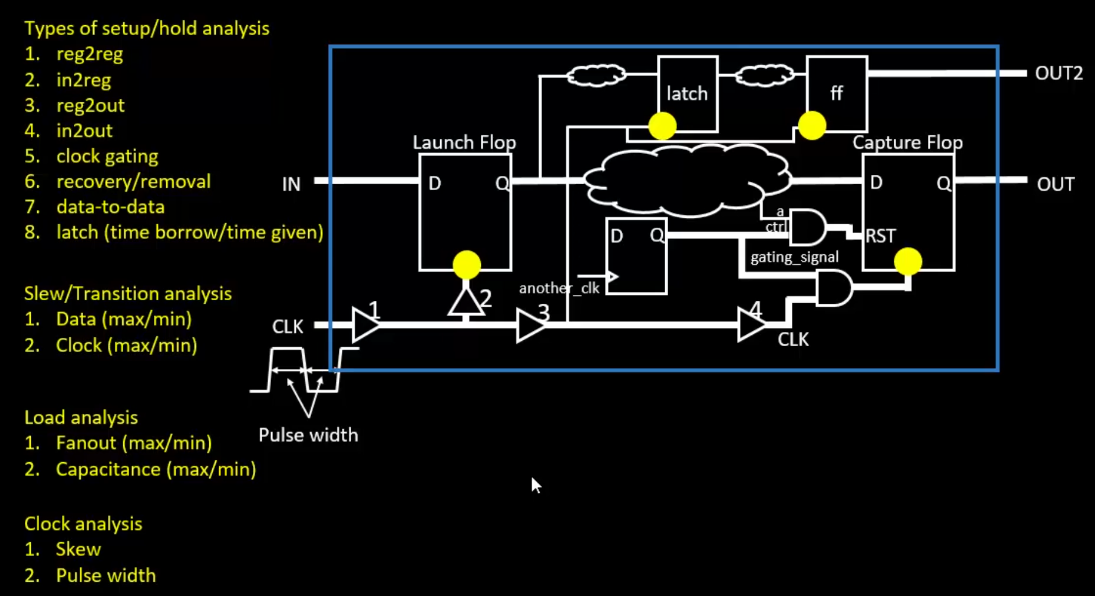 Types of setup/hold analysis
1. reg2reg
2. in2reg
3. reg2out
4. in2out
5. clock gating
6. recovery/removal
7. data-to-data
8. latch (time borrow/time given)
Slew/Transition analysis
1. Data (max/min)
2. Clock (max/min)
Load analysis
1. Fanout (max/min)
2. Capacitance (max/min)
Clock analysis
1. Skew
2. Pulse width
OUT2
latch
ff
Launch Flop
Capture Flop
IN
D
Q
D
Q
OUT
a
ctrl
D
Q
RST
gating_signal
another_clk
2
CLK
1
3
4
CLK
Pulse width